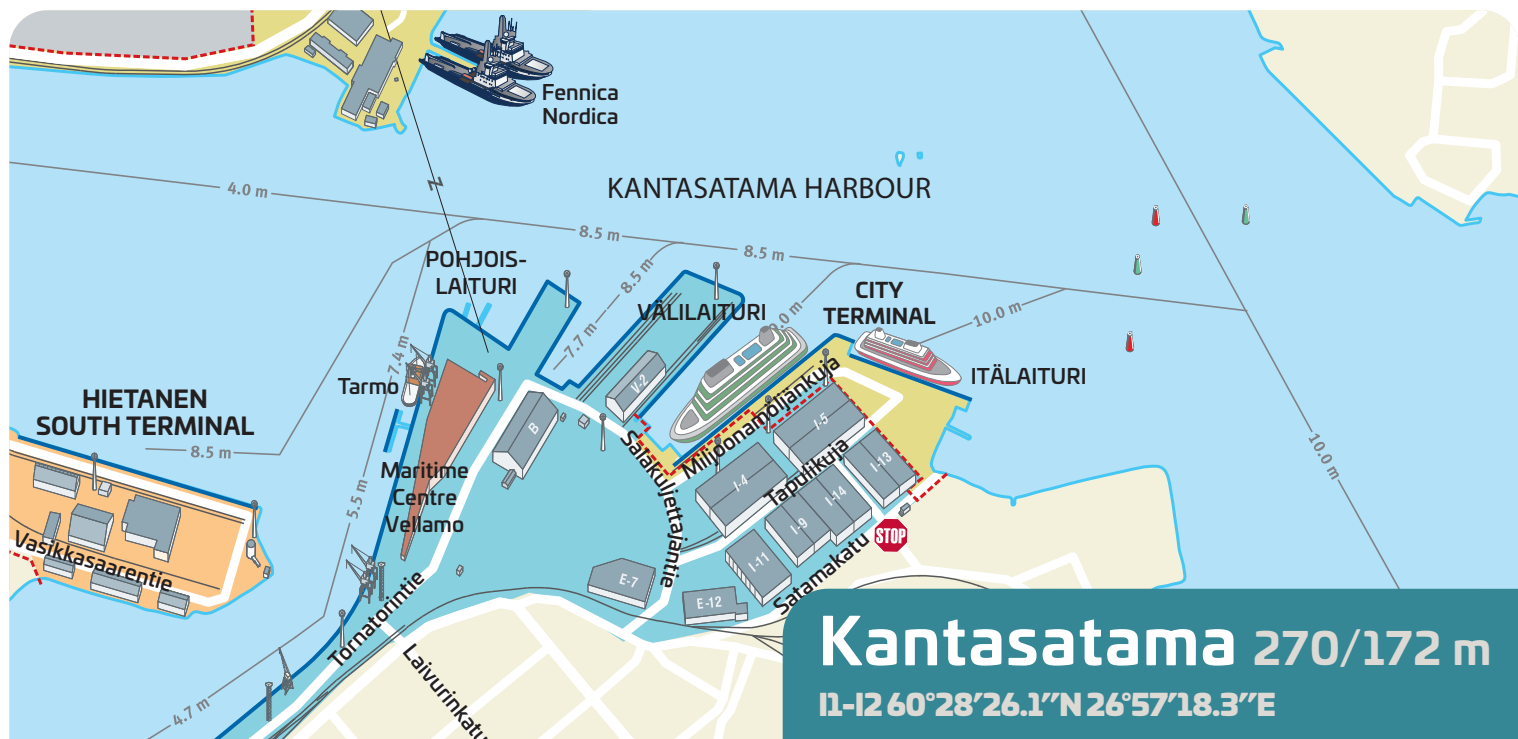 Fennica
Nordica
Z
4.0 m
KANTASATAMA HARBOUR
8.5 m
8.5 m
POHJOIS-
LAITURI
8.5 m
7.7 m
VÄLILAITURI
CITY
TERMINAL
10.0 m
7.4 m
Tarmo
ITÄLAITURI
HIETANEN
SOUTH TERMINAL
8.5 m
V-2
B
Miljoonamoljankuja
I-5
Salakuljettajantie
Tapulikuja
I-13
I-4
I-14
I-9
I-11
10.0 m
Maritime
Centre
Vellamo
5.5 m
STOP
Vasikkasaarentie
E-7
E-12
Satamakatu
Tornatorintie
Laivurinkatu
4.7 m
Kantasatama 270/172 m
I1-I2 60°28′26.1″N 26°57′18.3″E